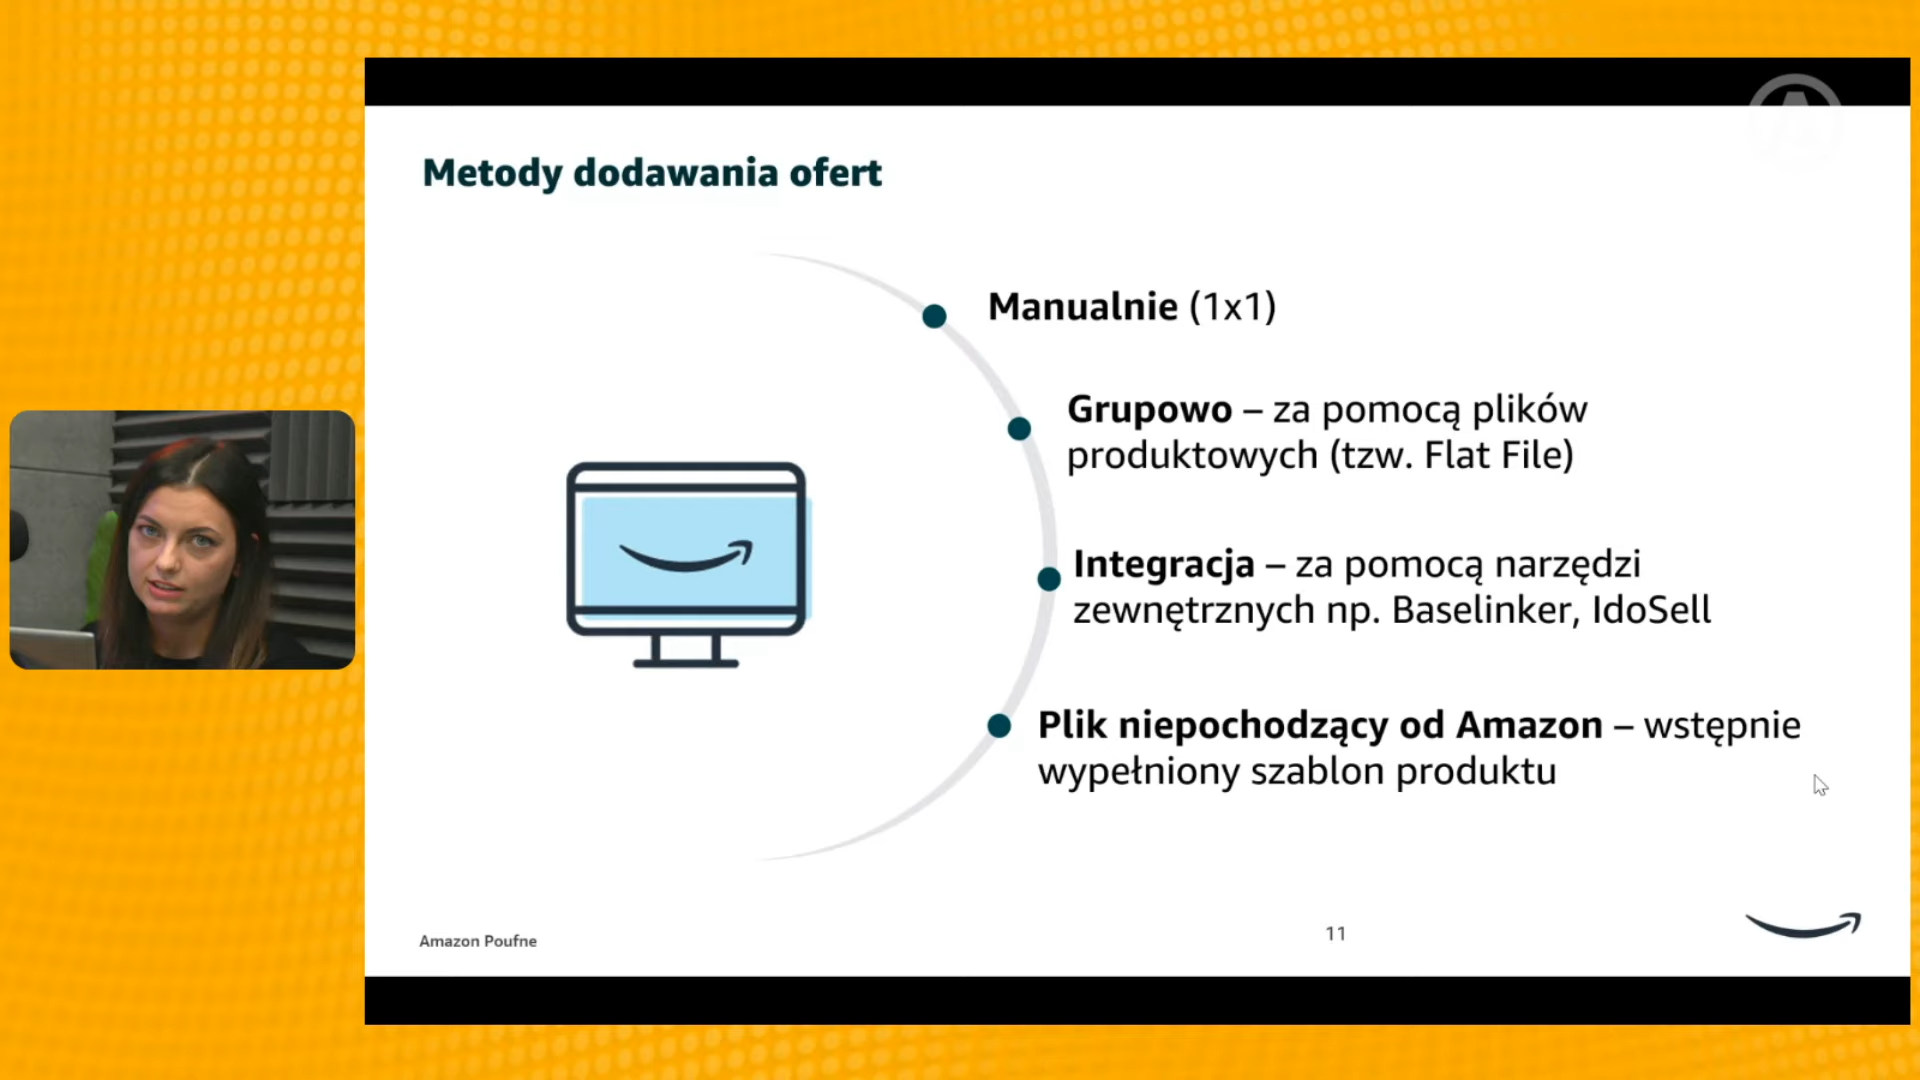 Metody dodawania ofert
Manualnie (1x1)
Grupowo – za pomocą plików
produktowych (tzw. Flat File)
Integracja – za pomocą narzędzi
zewnętrznych np. Baselinker, IdoSell
Plik niepochodzący od Amazon – wstępnie
wypełniony szablon produktu
Amazon Poufne
11